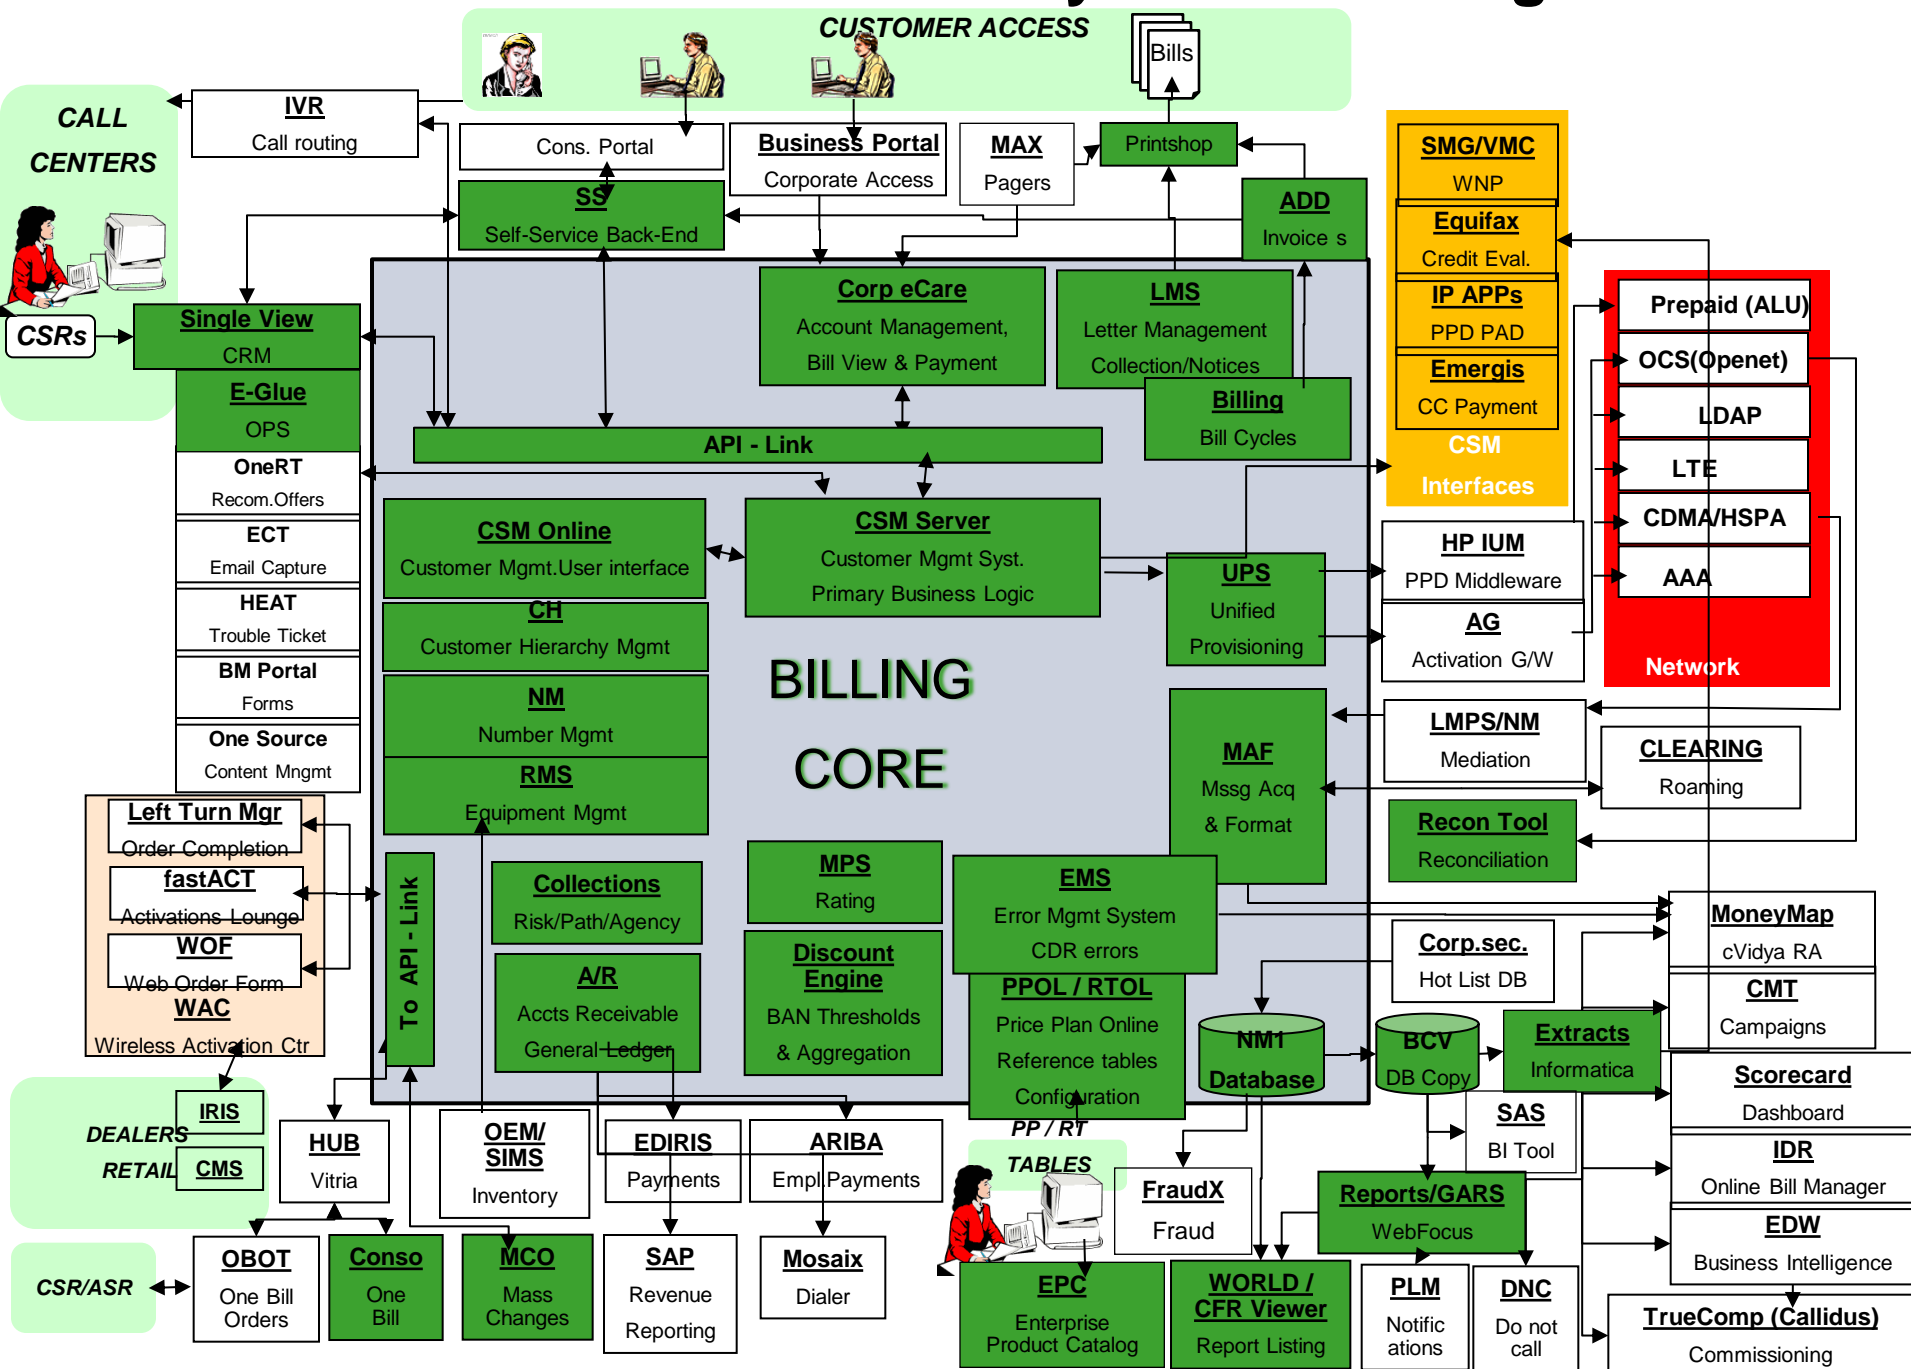 CUSTOMER ACCESS
Bills
CALL
CENTERS
IVR
Call routing
Cons. Portal
Business Portal
Corporate Access
MAX
Pagers
Printshop
SS
Self-Service Back-End
ADD
Invoice s
SMG/VMC
WNP
Equifax
Credit Eval.
IP APPs
PPD PAD
Emergis
CC Payment
CSM
Interfaces
CSRs
Single View
CRM
E-Glue
OPS
OneRT
Recom.Offers
ECT
Email Capture
HEAT
Trouble Ticket
BM Portal
Forms
One Source
Content Mngmt
Corp eCare
Account Management,
Bill View & Payment
LMS
Letter Management
Collection/Notices
Billing
Bill Cycles
API - Link
Prepaid (ALU)
OCS(Openet)
LDAP
LTE
CDMA/HSPA
AAA
Network
CSM Online
Customer Mgmt.User interface
CSM Server
Customer Mgmt Syst.
Primary Business Logic
UPS
Unified
Provisioning
HP IUM
PPD Middleware
AG
Activation G/W
CH
Customer Hierarchy Mgmt
NM
Number Mgmt
RMS
Equipment Mgmt
BILLING
CORE
MAF
Mssg Acq
& Format
LMPS/NM
Mediation
CLEARING
Roaming
Recon Tool
Reconciliation
Left Turn Mgr
Order Completion
fastACT
Activations Lounge
WOF
Web Order Form
WAC
Wireless Activation Ctr
To API - Link
Collections
Risk/Path/Agency
A/R
Accts Receivable
General Ledger
MPS
Rating
Discount
Engine
BAN Thresholds
& Aggregation
EMS
Error Mgmt System
CDR errors
PPOL / RTOL
Price Plan Online
Reference tables
Configuration
Corp.sec.
Hot List DB
MoneyMap
cVidya RA
CMT
Campaigns
NM1
Database
BCV
DB Copy
Extracts
Informatica
Scorecard
Dashboard
SAS
BI Tool
IDR
Online Bill Manager
EDW
Business Intelligence
TrueComp (Callidus)
Commissioning
DEALERS
RETAIL
IRIS
CMS
HUB
Vitria
OEM/
SIMS
Inventory
EDIRIS
Payments
ARIBA
Empl.Payments
PP / RT
TABLES
FraudX
Fraud
Reports/GARS
WebFocus
CSR/ASR
OBOT
One Bill
Orders
Conso
One
Bill
MCO
Mass
Changes
SAP
Revenue
Reporting
Mosaix
Dialer
EPC
Enterprise
Product Catalog
WORLD /
CFR Viewer
Report Listing
PLM
Notific
ations
DNC
Do not
call